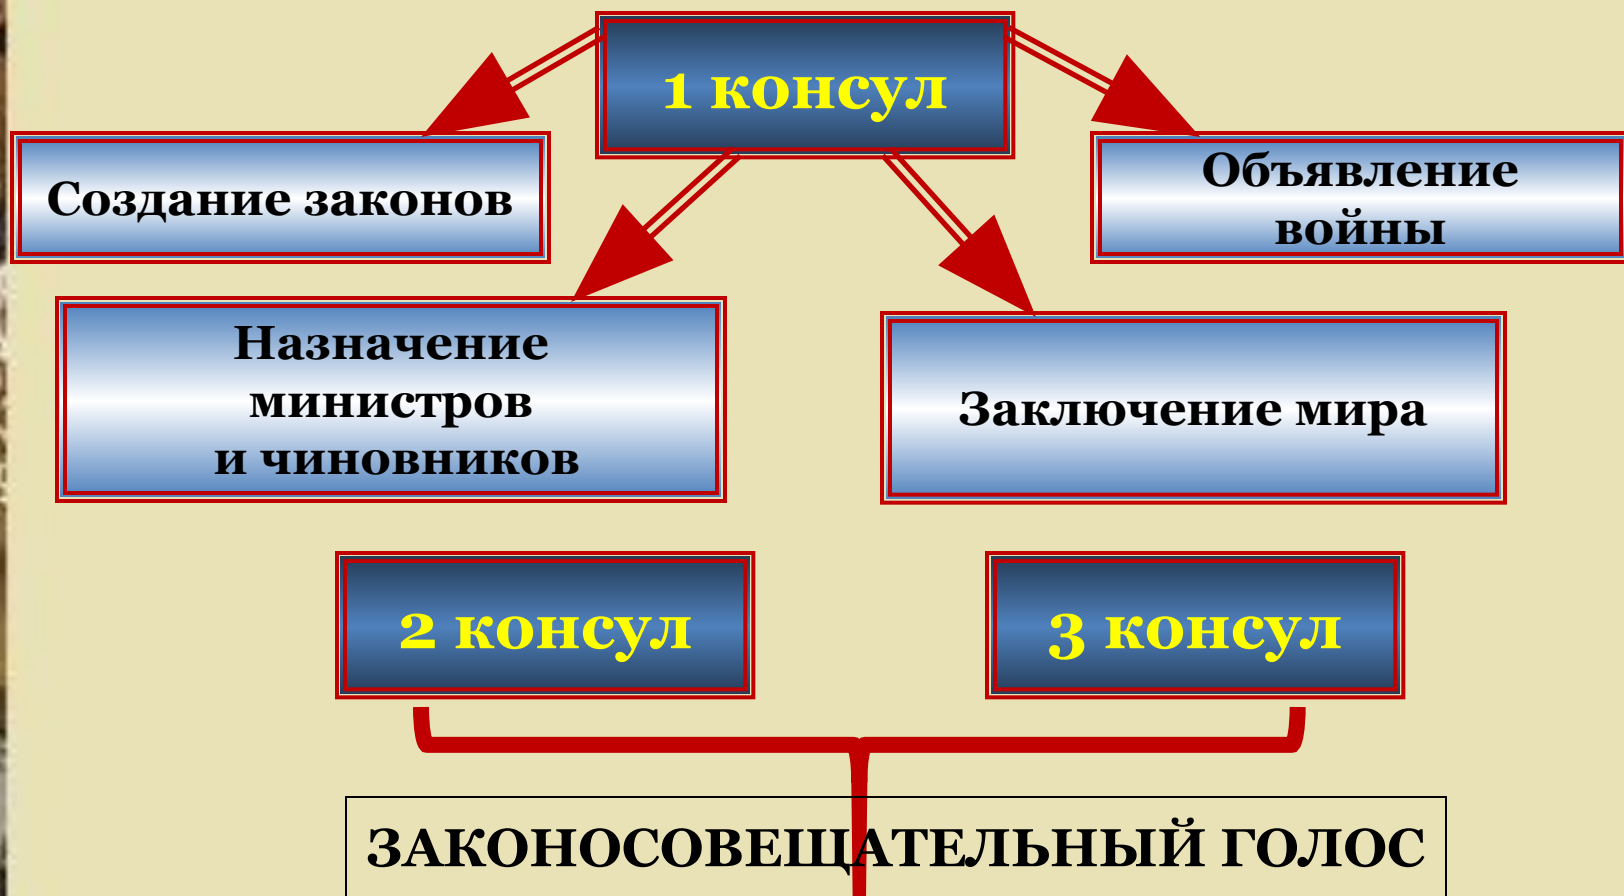 1 консул
Создание законов
Объявление
войны
Назначение
министров
и чиновников
Заключение мира
2 консул
3 консул
ЗАКОНОСОВЕЩАТЕЛЬНЫЙ ГОЛОС